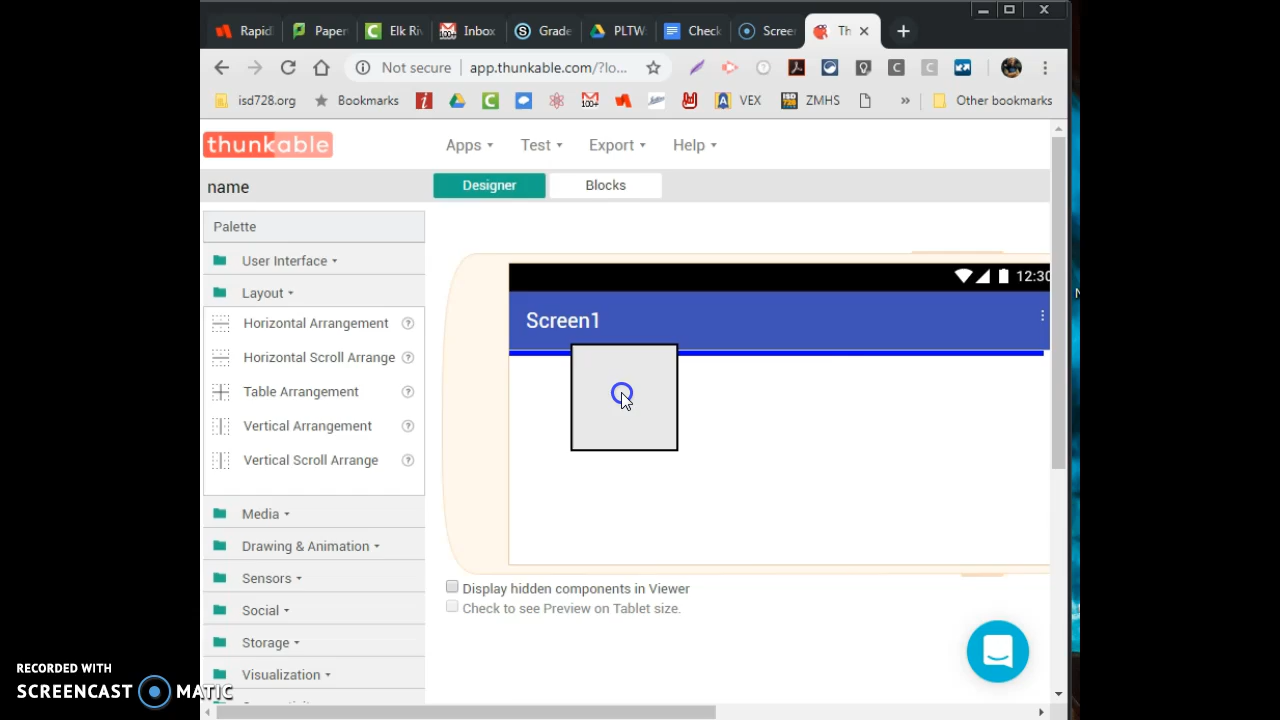 Rapid Paper Elk Riv Inbox Grade PLTW Check Scree Th
Not secure app.thunkable.com/?lo...
isd728.org Bookmarks 100+ VEX ZMHS » Other bookmarks
thunkable Apps Test Export Help
name Designer Blocks
Palette
User Interface
Layout
Horizontal Arrangement
Horizontal Scroll Arrange
Table Arrangement
Vertical Arrangement
Vertical Scroll Arrange
Media
Drawing & Animation
Sensors
Social
Storage
Visualization
12:30
Screen1
Display hidden components in Viewer
Check to see Preview on Tablet size.
RECORDED WITH
SCREENCAST MATIC